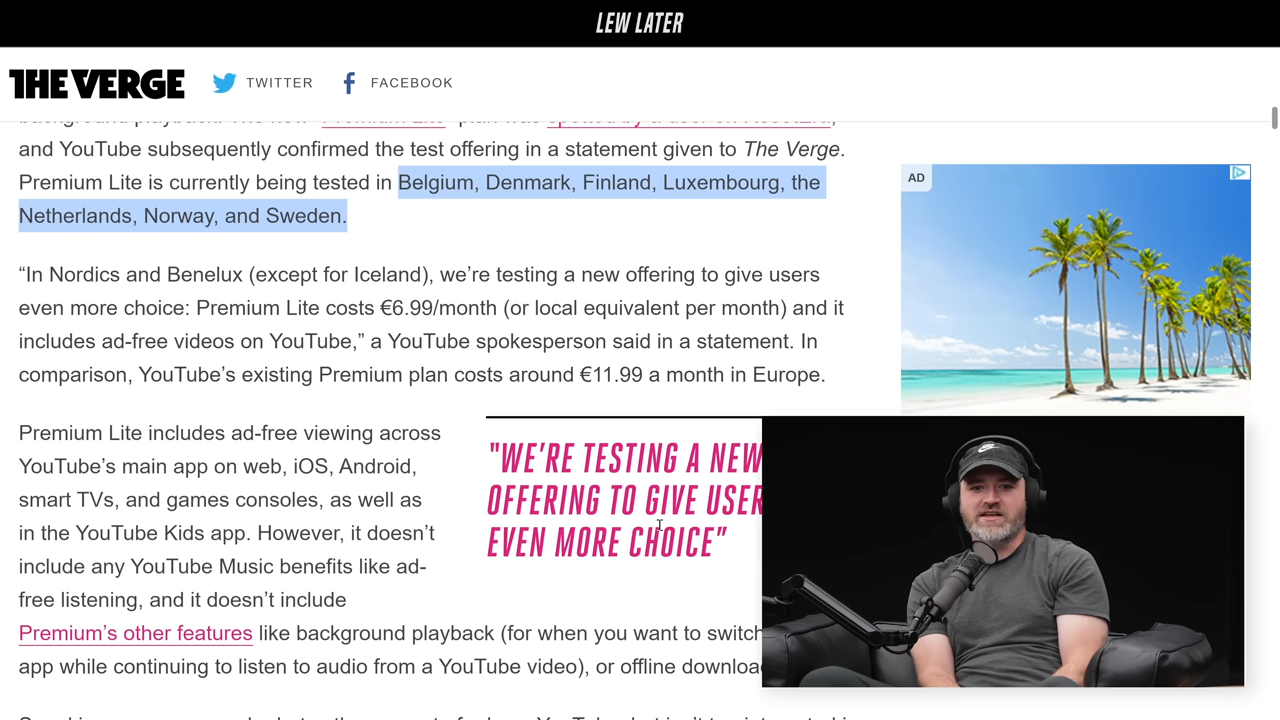 LEW LATER
THE VERGE TWITTER FACEBOOK
and YouTube subsequently confirmed the test offering in a statement given to The Verge.
Premium Lite is currently being tested in Belgium, Denmark, Finland, Luxembourg, the
Netherlands, Norway, and Sweden.
AD
“In Nordics and Benelux (except for Iceland), we’re testing a new offering to give users
even more choice: Premium Lite costs €6.99/month (or local equivalent per month) and it
includes ad-free videos on YouTube,” a YouTube spokesperson said in a statement. In
comparison, YouTube’s existing Premium plan costs around €11.99 a month in Europe.
Premium Lite includes ad-free viewing across
YouTube’s main app on web, iOS, Android,
smart TVs, and games consoles, as well as
in the YouTube Kids app. However, it doesn’t
include any YouTube Music benefits like ad-
free listening, and it doesn’t include
Premium’s other features like background playback (for when you want to switch
app while continuing to listen to audio from a YouTube video), or offline
"WE’RE TESTING A NEW
OFFERING TO GIVE
EVEN MORE CHOICE”